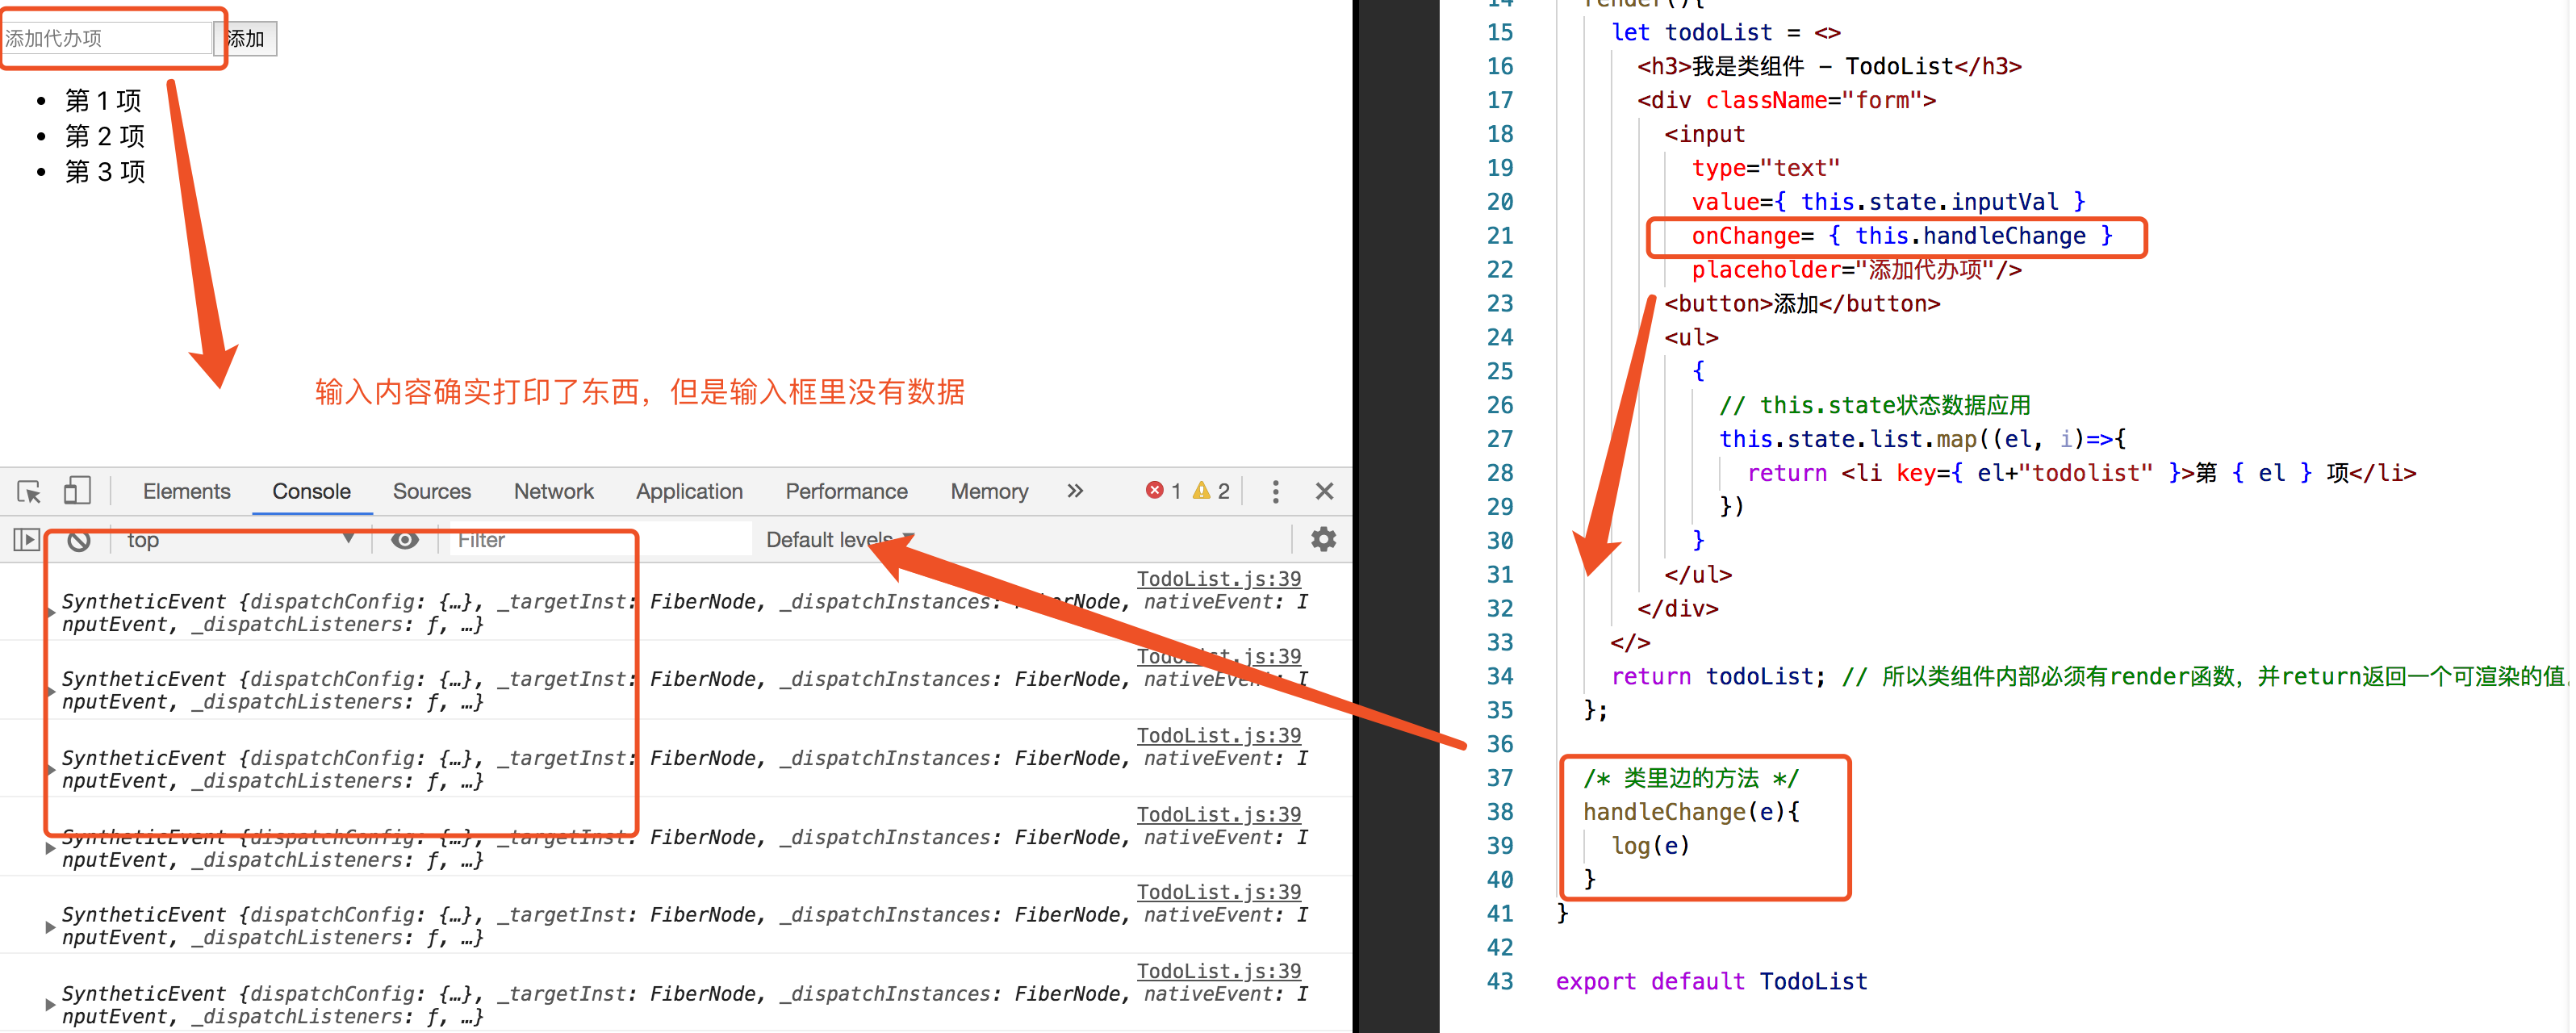 添加代办项 添加
第 1 项
第 2 项
第 3 项
输入内容确实打印了东西，但是输入框里没有数据
Elements Console Sources Network Application Performance Memory » 1 2
top Filter Default levels
TodoList.js:39
SyntheticEvent {dispatchConfig: {…}, _targetInst: FiberNode, _dispatchInstances: FiberNode, nativeEvent: I
nputEvent, _dispatchListeners: ƒ, …}
TodoList.js:39
SyntheticEvent {dispatchConfig: {…}, _targetInst: FiberNode, _dispatchInstances: FiberNode, nativeEvent: I
nputEvent, _dispatchListeners: ƒ, …}
TodoList.js:39
SyntheticEvent {dispatchConfig: {…}, _targetInst: FiberNode, _dispatchInstances: FiberNode, nativeEvent: I
nputEvent, _dispatchListeners: ƒ, …}
TodoList.js:39
SyntheticEvent {dispatchConfig: {…}, _targetInst: FiberNode, _dispatchInstances: FiberNode, nativeEvent: I
nputEvent, _dispatchListeners: ƒ, …}
TodoList.js:39
SyntheticEvent {dispatchConfig: {…}, _targetInst: FiberNode, _dispatchInstances: FiberNode, nativeEvent: I
nputEvent, _dispatchListeners: ƒ, …}
TodoList.js:39
SyntheticEvent {dispatchConfig: {…}, _targetInst: FiberNode, _dispatchInstances: FiberNode, nativeEvent: I
nputEvent, _dispatchListeners: ƒ, …}
14 render(){
15 let todoList = <>
16 <h3>我是类组件 - TodoList</h3>
17 <div className="form">
18 <input
19 type="text"
20 value={ this.state.inputVal }
21 onChange= { this.handleChange }
22 placeholder="添加代办项"/>
23 <button>添加</button>
24 <ul>
25 {
26 // this.state状态数据应用
27 this.state.list.map((el, i)=>{
28 return <li key={ el+"todolist" }>第 { el } 项</li>
29 })
30 }
31 </ul>
32 </div>
33 </>
34 return todoList; // 所以类组件内部必须有render函数，并return返回一个可渲染的值。
35 };
36
37 /* 类里边的方法 */
38 handleChange(e){
39 log(e)
40 }
41 }
42
43 export default TodoList